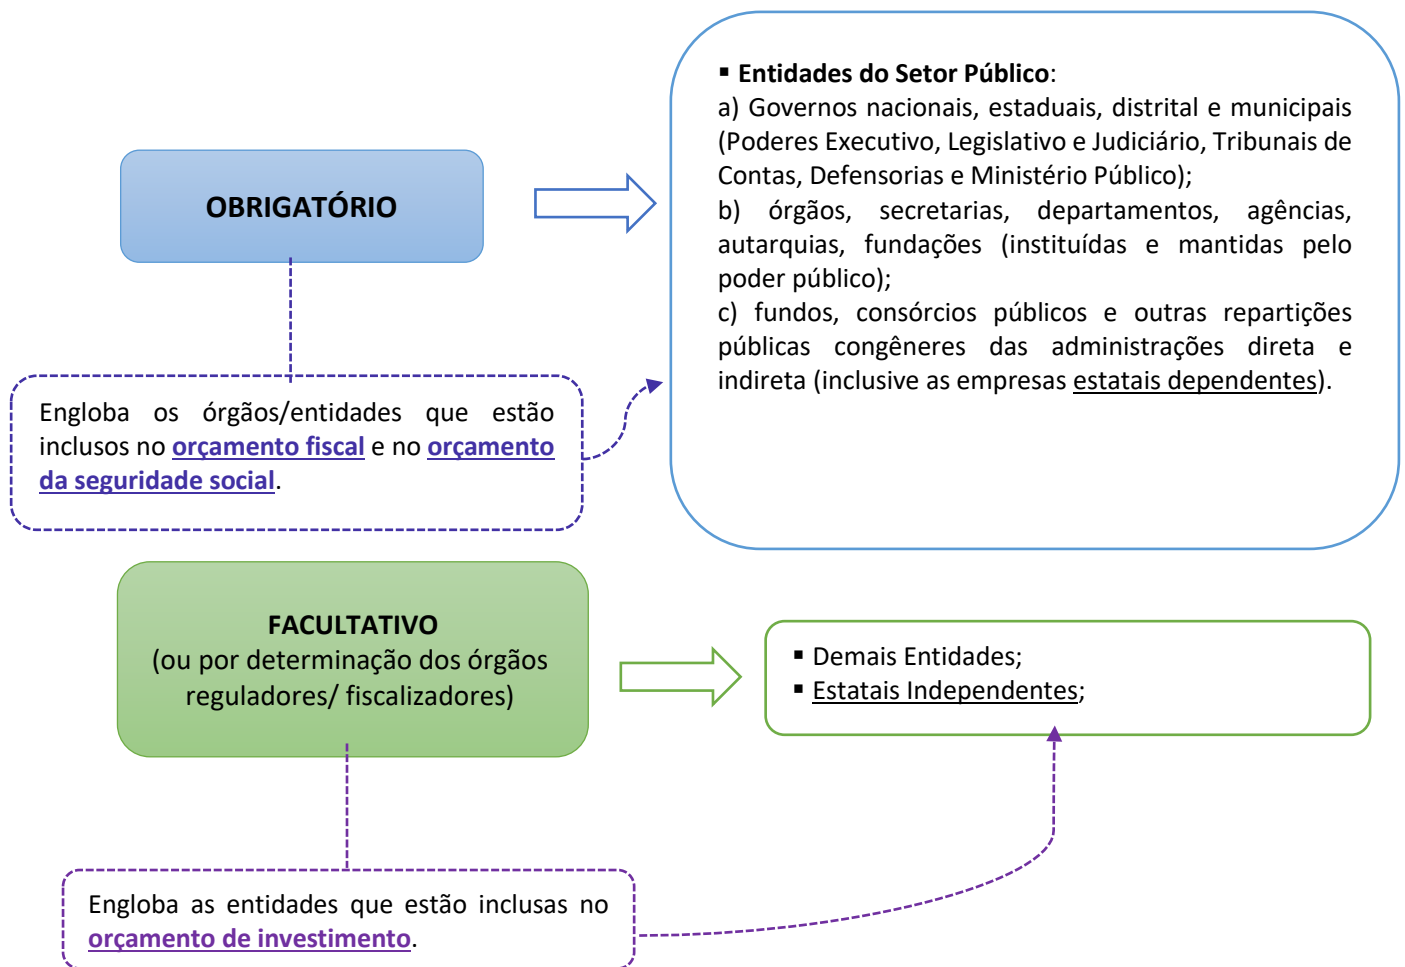 ▪ Entidades do Setor Público:
a) Governos nacionais, estaduais, distrital e municipais
(Poderes Executivo, Legislativo e Judiciário, Tribunais de
Contas, Defensorias e Ministério Público);
b) órgãos, secretarias, departamentos, agências,
autarquias, fundações (instituídas e mantidas pelo
poder público);
c) fundos, consórcios públicos e outras repartições
públicas congêneres das administrações direta e
indireta (inclusive as empresas estatais dependentes).
OBRIGATÓRIO
Engloba os órgãos/entidades que estão
inclusos no orçamento fiscal e no orçamento
da seguridade social.
FACULTATIVO
(ou por determinação dos órgãos
reguladores/ fiscalizadores)
▪ Demais Entidades;
▪ Estatais Independentes;
Engloba as entidades que estão inclusas no
orçamento de investimento.